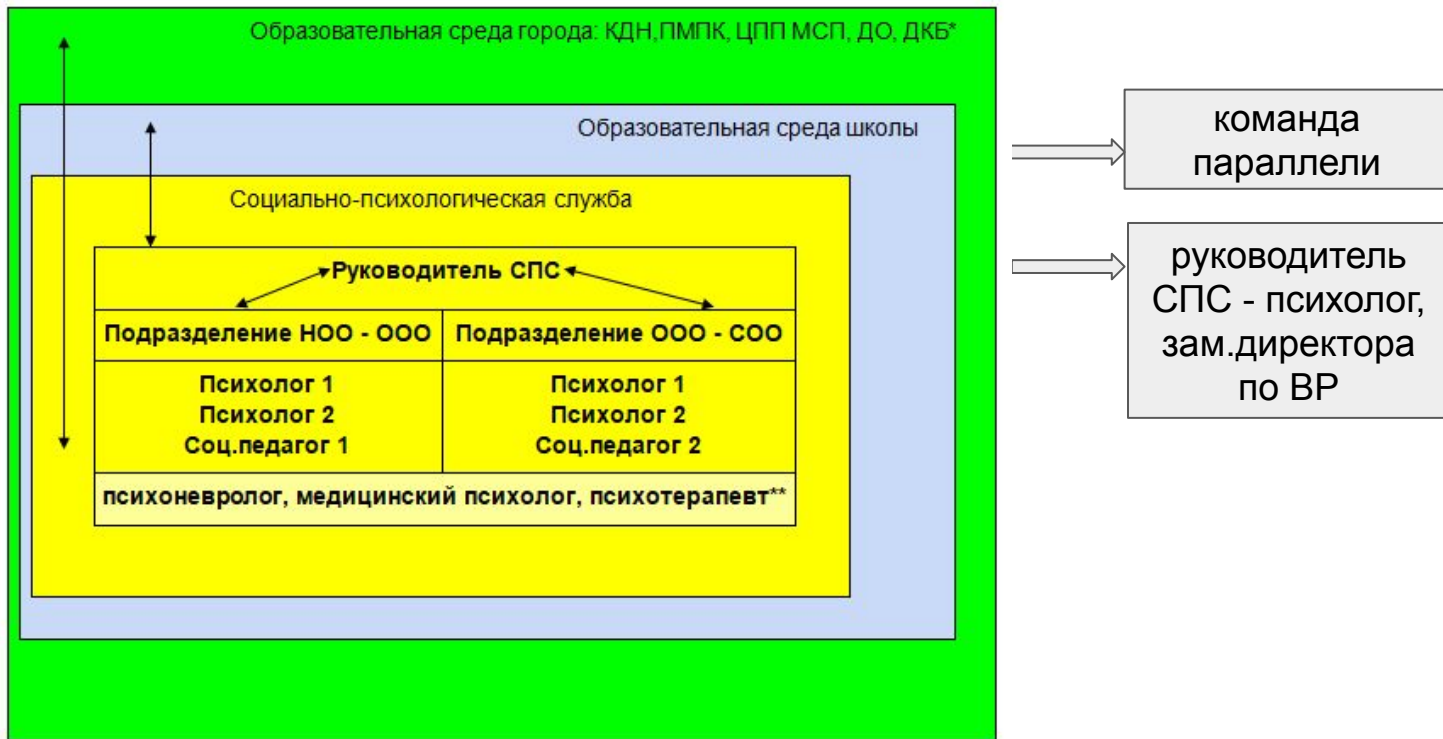 Образовательная среда города: КДН,ПМПК, ЦПП МСП, ДО, ДКБ*
Образовательная среда школы
Социально-психологическая служба
Руководитель СПС
Подразделение НОО - ООО
Подразделение ООО - СОО
Психолог 1
Психолог 2
Соц.педагог 1
Психолог 1
Психолог 2
Соц.педагог 2
психоневролог, медицинский психолог, психотерапевт**
команда
параллели
руководитель
СПС - психолог,
зам.директора
по ВР